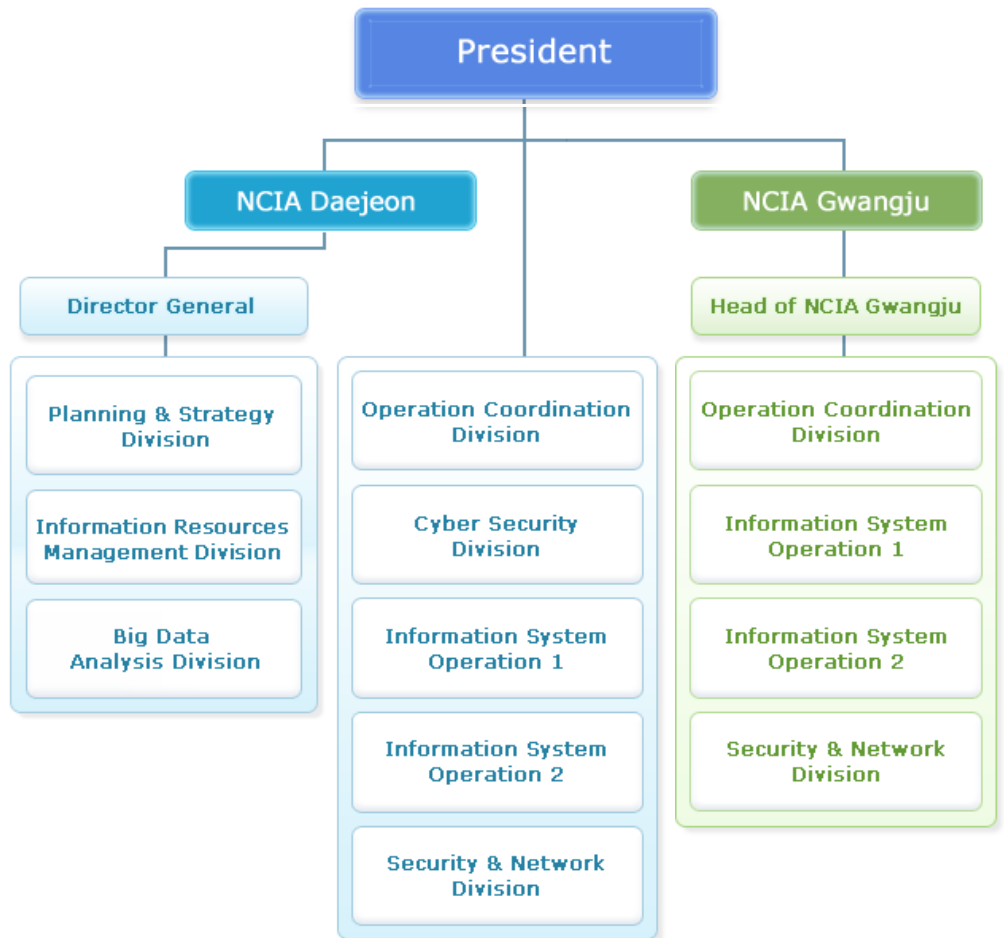 President
NCIA Daejeon
NCIA Gwangju
Director General
Head of NCIA Gwangju
Planning & Strategy
Division
Information Resources
Management Division
Big Data
Analysis Division
Operation Coordination
Division
Cyber Security
Division
Information System
Operation 1
Information System
Operation 2
Security & Network
Division
Operation Coordination
Division
Information System
Operation 1
Information System
Operation 2
Security & Network
Division